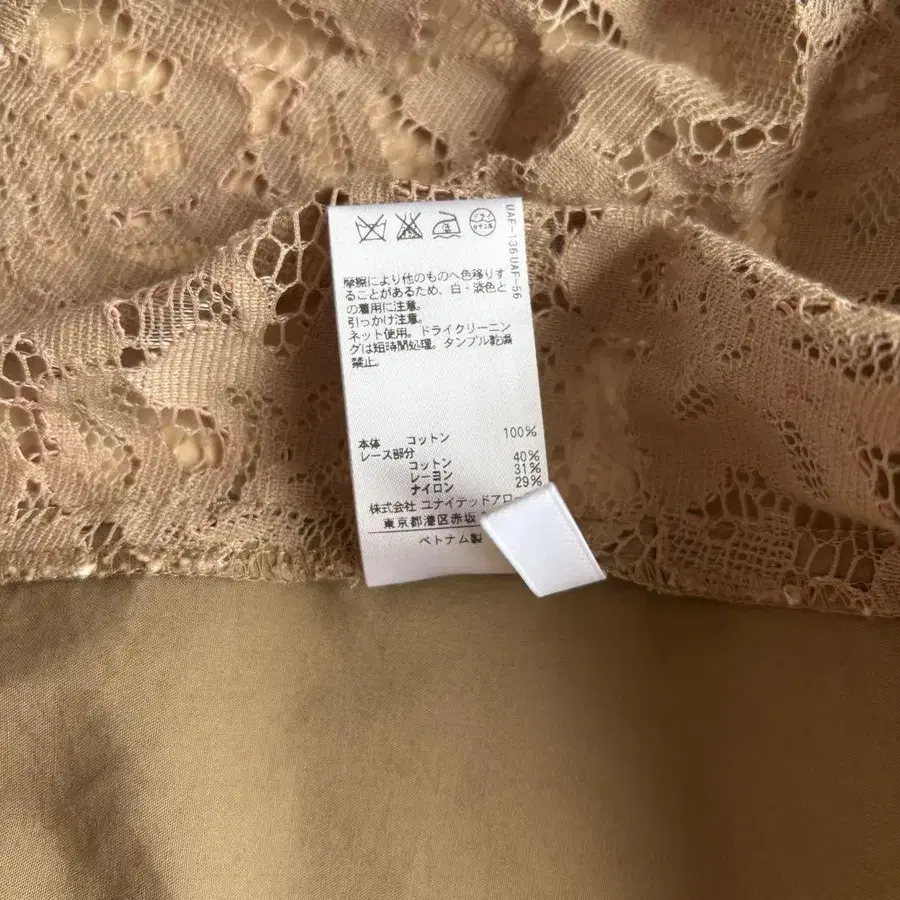 UAF-136 UAF-56
摩擦により他のものへ色移りす
ることがあるため、白・淡色と
の着用に注意。
引っかけ注意。
ネット使用。ドライクリーニン
グは短時間処理。タンブル乾燥
禁止。
本体 コットン 100%
レース部分
コットン 40%
レーヨン 31%
ナイロン 29%
株式会社 ユナイテッドアロー
東京都港区赤坂
ベトナム製